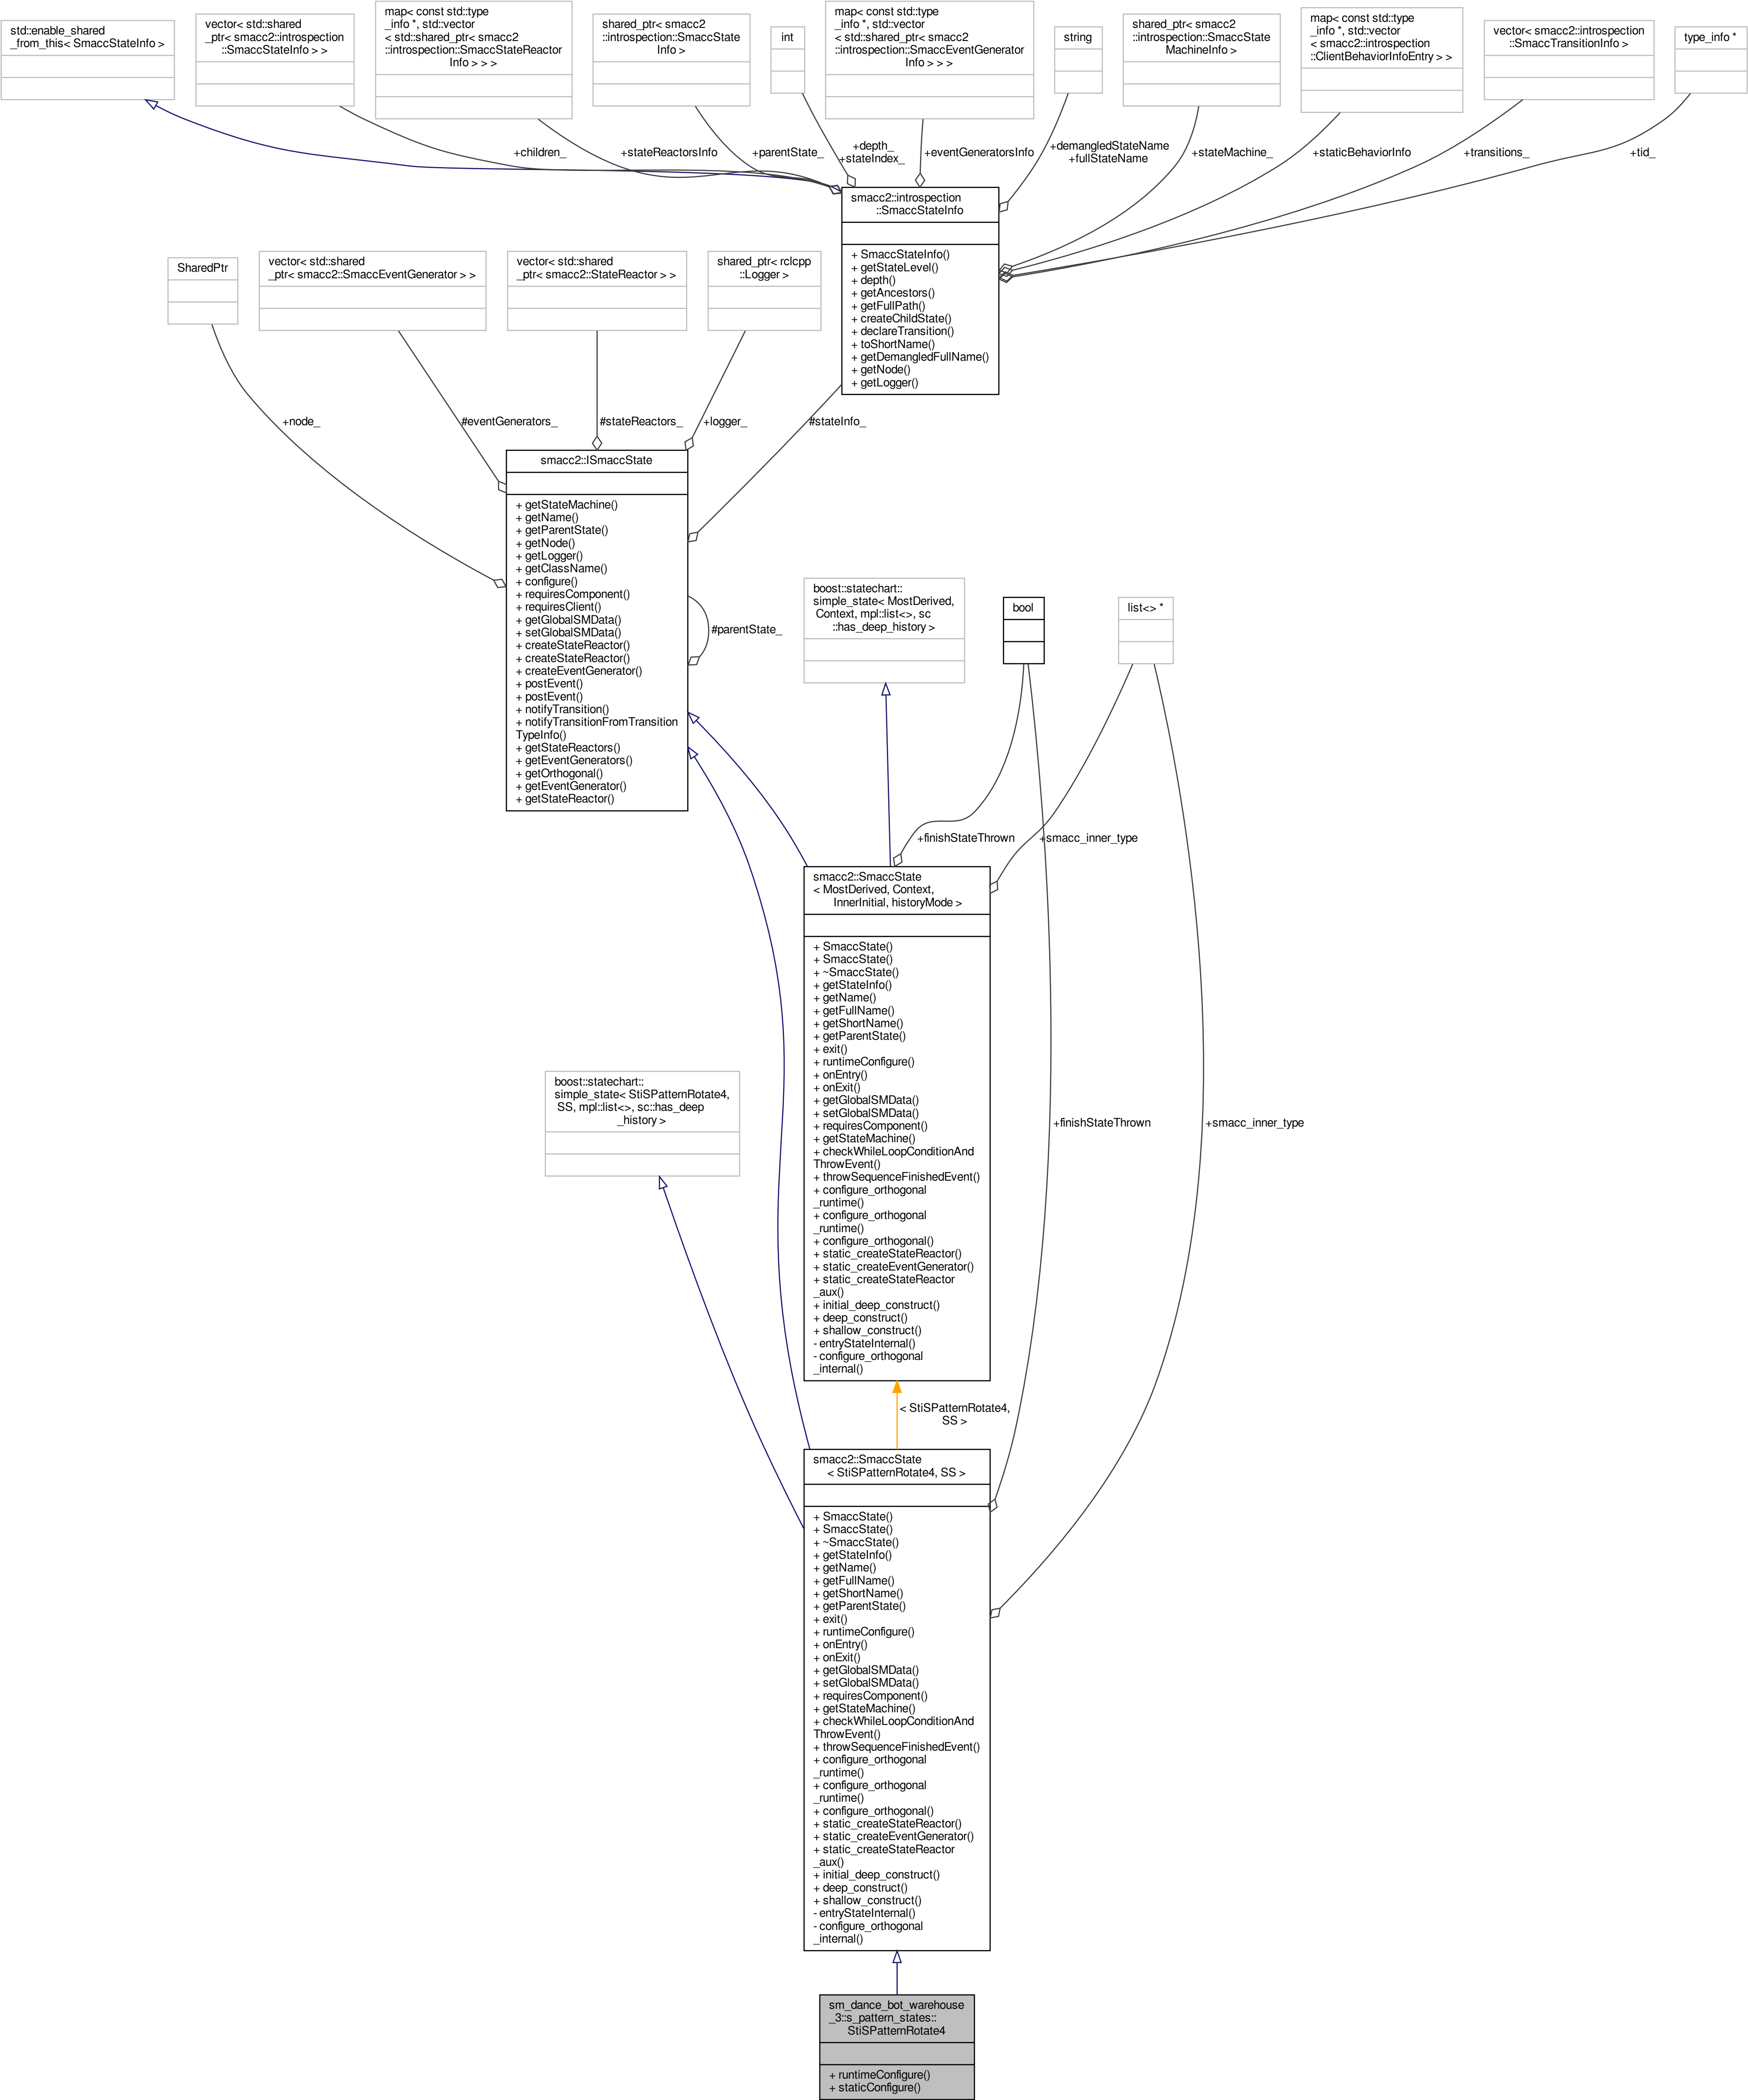 std::enable_shared
_from_this< SmaccStateInfo >
vector< std::shared
_ptr< smacc2::introspection
::SmaccStateInfo > >
map< const std::type
_info *, std::vector
< std::shared_ptr< smacc2
::introspection::SmaccStateReactor
Info > > >
shared_ptr< smacc2
::introspection::SmaccState
Info >
int
map< const std::type
_info *, std::vector
< std::shared_ptr< smacc2
::introspection::SmaccEventGenerator
Info > > >
string
shared_ptr< smacc2
::introspection::SmaccState
MachineInfo >
map< const std::type
_info *, std::vector
< smacc2::introspection
::ClientBehaviorInfoEntry > >
vector< smacc2::introspection
::SmaccTransitionInfo >
type_info *
+children_
+stateReactorsInfo
+parentState_
+depth_
+stateIndex_
+eventGeneratorsInfo
+demangledStateName
+fullStateName
+stateMachine_
+staticBehaviorInfo
+transitions_
+tid_
smacc2::introspection
::SmaccStateInfo
+ SmaccStateInfo()
+ getStateLevel()
+ depth()
+ getAncestors()
+ getFullPath()
+ createChildState()
+ declareTransition()
+ toShortName()
+ getDemangledFullName()
+ getNode()
+ getLogger()
SharedPtr
vector< std::shared
_ptr< smacc2::SmaccEventGenerator > >
vector< std::shared
_ptr< smacc2::StateReactor > >
shared_ptr< rclcpp
::Logger >
+node_
#eventGenerators_
#stateReactors_
+logger_
#stateInfo_
smacc2::ISmaccState
+ getStateMachine()
+ getName()
+ getParentState()
+ getNode()
+ getLogger()
+ getClassName()
+ configure()
+ requiresComponent()
+ requiresClient()
+ getGlobalSMData()
+ setGlobalSMData()
+ createStateReactor()
+ createStateReactor()
+ createEventGenerator()
+ postEvent()
+ postEvent()
+ notifyTransition()
+ notifyTransitionFromTransition
TypeInfo()
+ getStateReactors()
+ getEventGenerators()
+ getOrthogonal()
+ getEventGenerator()
+ getStateReactor()
#parentState_
boost::statechart::
simple_state< MostDerived,
Context, mpl::list<>, sc
::has_deep_history >
bool
list<> *
+finishStateThrown
+smacc_inner_type
smacc2::SmaccState
< MostDerived, Context,
InnerInitial, historyMode >
+ SmaccState()
+ SmaccState()
+ ~SmaccState()
+ getStateInfo()
+ getName()
+ getFullName()
+ getShortName()
+ getParentState()
+ exit()
+ runtimeConfigure()
+ onEntry()
+ onExit()
+ getGlobalSMData()
+ setGlobalSMData()
+ requiresComponent()
+ getStateMachine()
+ checkWhileLoopConditionAnd
ThrowEvent()
+ throwSequenceFinishedEvent()
+ configure_orthogonal
_runtime()
+ configure_orthogonal
_runtime()
+ configure_orthogonal()
+ static_createStateReactor()
+ static_createEventGenerator()
+ static_createStateReactor
_aux()
+ initial_deep_construct()
+ deep_construct()
+ shallow_construct()
- entryStateInternal()
- configure_orthogonal
_internal()
boost::statechart::
simple_state< StiSPatternRotate4,
SS, mpl::list<>, sc::has_deep
_history >
+finishStateThrown
+smacc_inner_type
< StiSPatternRotate4,
SS >
smacc2::SmaccState
< StiSPatternRotate4, SS >
+ SmaccState()
+ SmaccState()
+ ~SmaccState()
+ getStateInfo()
+ getName()
+ getFullName()
+ getShortName()
+ getParentState()
+ exit()
+ runtimeConfigure()
+ onEntry()
+ onExit()
+ getGlobalSMData()
+ setGlobalSMData()
+ requiresComponent()
+ getStateMachine()
+ checkWhileLoopConditionAnd
ThrowEvent()
+ throwSequenceFinishedEvent()
+ configure_orthogonal
_runtime()
+ configure_orthogonal
_runtime()
+ configure_orthogonal()
+ static_createStateReactor()
+ static_createEventGenerator()
+ static_createStateReactor
_aux()
+ initial_deep_construct()
+ deep_construct()
+ shallow_construct()
- entryStateInternal()
- configure_orthogonal
_internal()
sm_dance_bot_warehouse
_3::s_pattern_states::
StiSPatternRotate4
+ runtimeConfigure()
+ staticConfigure()